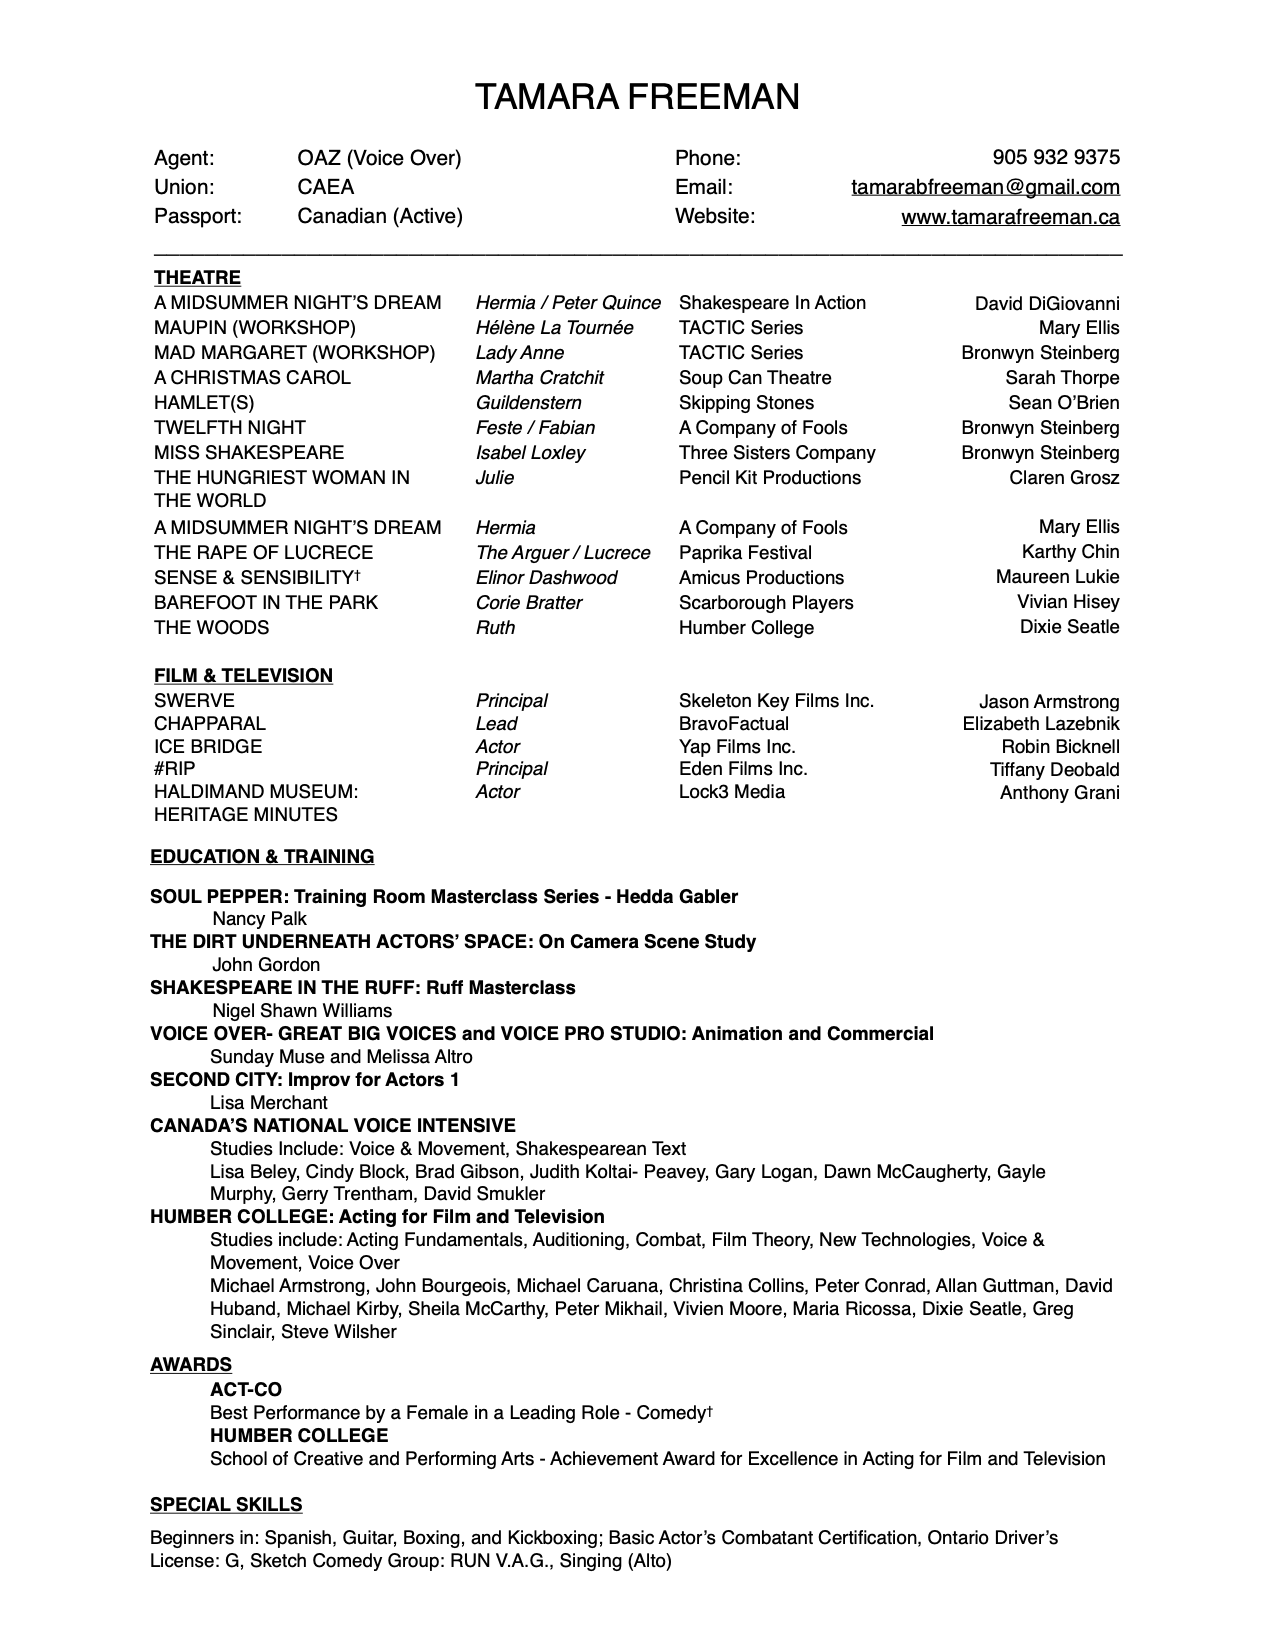 TAMARA FREEMAN
Agent: OAZ (Voice Over) Phone: 905 932 9375
Union: CAEA Email: tamarabfreeman@gmail.com
Passport: Canadian (Active) Website: www.tamarafreeman.ca
THEATRE
A MIDSUMMER NIGHT’S DREAM Hermia / Peter Quince Shakespeare In Action David DiGiovanni
MAUPIN (WORKSHOP) Hélène La Tournée TACTIC Series Mary Ellis
MAD MARGARET (WORKSHOP) Lady Anne TACTIC Series Bronwyn Steinberg
A CHRISTMAS CAROL Martha Cratchit Soup Can Theatre Sarah Thorpe
HAMLET(S) Guildenstern Skipping Stones Sean O’Brien
TWELFTH NIGHT Feste / Fabian A Company of Fools Bronwyn Steinberg
MISS SHAKESPEARE Isabel Loxley Three Sisters Company Bronwyn Steinberg
THE HUNGRIEST WOMAN IN Julie Pencil Kit Productions Claren Grosz
THE WORLD
A MIDSUMMER NIGHT’S DREAM Hermia A Company of Fools Mary Ellis
THE RAPE OF LUCRECE The Arguer / Lucrece Paprika Festival Karthy Chin
SENSE & SENSIBILITY† Elinor Dashwood Amicus Productions Maureen Lukie
BAREFOOT IN THE PARK Corie Bratter Scarborough Players Vivian Hisey
THE WOODS Ruth Humber College Dixie Seatle
FILM & TELEVISION
SWERVE Principal Skeleton Key Films Inc. Jason Armstrong
CHAPPARAL Lead BravoFactual Elizabeth Lazebnik
ICE BRIDGE Actor Yap Films Inc. Robin Bicknell
#RIP Principal Eden Films Inc. Tiffany Deobald
HALDIMAND MUSEUM: Actor Lock3 Media Anthony Grani
HERITAGE MINUTES
EDUCATION & TRAINING
SOUL PEPPER: Training Room Masterclass Series - Hedda Gabler
Nancy Palk
THE DIRT UNDERNEATH ACTORS’ SPACE: On Camera Scene Study
John Gordon
SHAKESPEARE IN THE RUFF: Ruff Masterclass
Nigel Shawn Williams
VOICE OVER- GREAT BIG VOICES and VOICE PRO STUDIO: Animation and Commercial
Sunday Muse and Melissa Altro
SECOND CITY: Improv for Actors 1
Lisa Merchant
CANADA’S NATIONAL VOICE INTENSIVE
Studies Include: Voice & Movement, Shakespearean Text
Lisa Beley, Cindy Block, Brad Gibson, Judith Koltai- Peavey, Gary Logan, Dawn McCaugherty, Gayle
Murphy, Gerry Trentham, David Smukler
HUMBER COLLEGE: Acting for Film and Television
Studies include: Acting Fundamentals, Auditioning, Combat, Film Theory, New Technologies, Voice &
Movement, Voice Over
Michael Armstrong, John Bourgeois, Michael Caruana, Christina Collins, Peter Conrad, Allan Guttman, David
Huband, Michael Kirby, Sheila McCarthy, Peter Mikhail, Vivien Moore, Maria Ricossa, Dixie Seatle, Greg
Sinclair, Steve Wilsher
AWARDS
ACT-CO
Best Performance by a Female in a Leading Role - Comedy†
HUMBER COLLEGE
School of Creative and Performing Arts - Achievement Award for Excellence in Acting for Film and Television
SPECIAL SKILLS
Beginners in: Spanish, Guitar, Boxing, and Kickboxing; Basic Actor’s Combatant Certification, Ontario Driver’s
License: G, Sketch Comedy Group: RUN V.A.G., Singing (Alto)